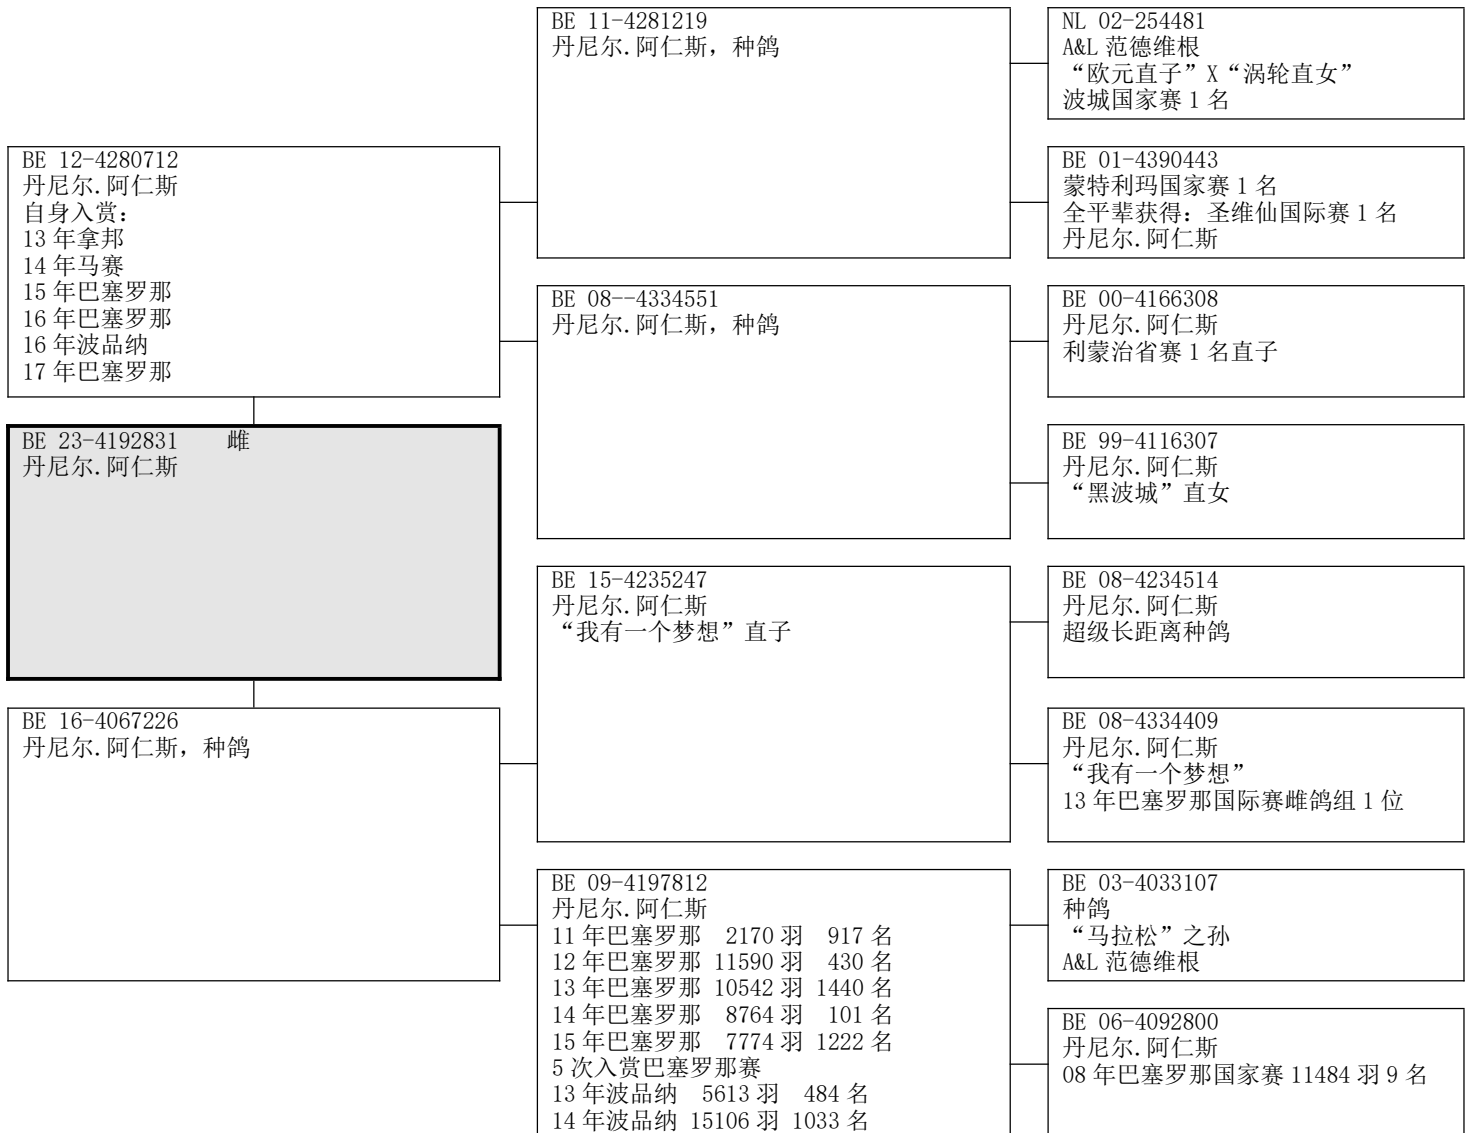 BE 12-4280712
丹尼尔.阿仁斯
自身入赏：
13 年拿邦
14 年马赛
15 年巴塞罗那
16 年巴塞罗那
16 年波品纳
17 年巴塞罗那
BE 23-4192831 雌
丹尼尔.阿仁斯
BE 16-4067226
丹尼尔.阿仁斯，种鸽
BE 11-4281219
丹尼尔.阿仁斯，种鸽
BE 08--4334551
丹尼尔.阿仁斯，种鸽
BE 15-4235247
丹尼尔.阿仁斯
“我有一个梦想”直子
BE 09-4197812
丹尼尔.阿仁斯
11 年巴塞罗那 2170 羽 917 名
12 年巴塞罗那 11590 羽 430 名
13 年巴塞罗那 10542 羽 1440 名
14 年巴塞罗那 8764 羽 101 名
15 年巴塞罗那 7774 羽 1222 名
5 次入赏巴塞罗那赛
13 年波品纳 5613 羽 484 名
14 年波品纳 15106 羽 1033 名
NL 02-254481
A&L 范德维根
“欧元直子”X“涡轮直女”
波城国家赛 1 名
BE 01-4390443
蒙特利玛国家赛 1 名
全平辈获得：圣维仙国际赛 1 名
丹尼尔.阿仁斯
BE 00-4166308
丹尼尔.阿仁斯
利蒙治省赛 1 名直子
BE 99-4116307
丹尼尔.阿仁斯
“黑波城”直女
BE 08-4234514
丹尼尔.阿仁斯
超级长距离种鸽
BE 08-4334409
丹尼尔.阿仁斯
“我有一个梦想”
13 年巴塞罗那国际赛雌鸽组 1 位
BE 03-4033107
种鸽
“马拉松”之孙
A&L 范德维根
BE 06-4092800
丹尼尔.阿仁斯
08 年巴塞罗那国家赛 11484 羽 9 名